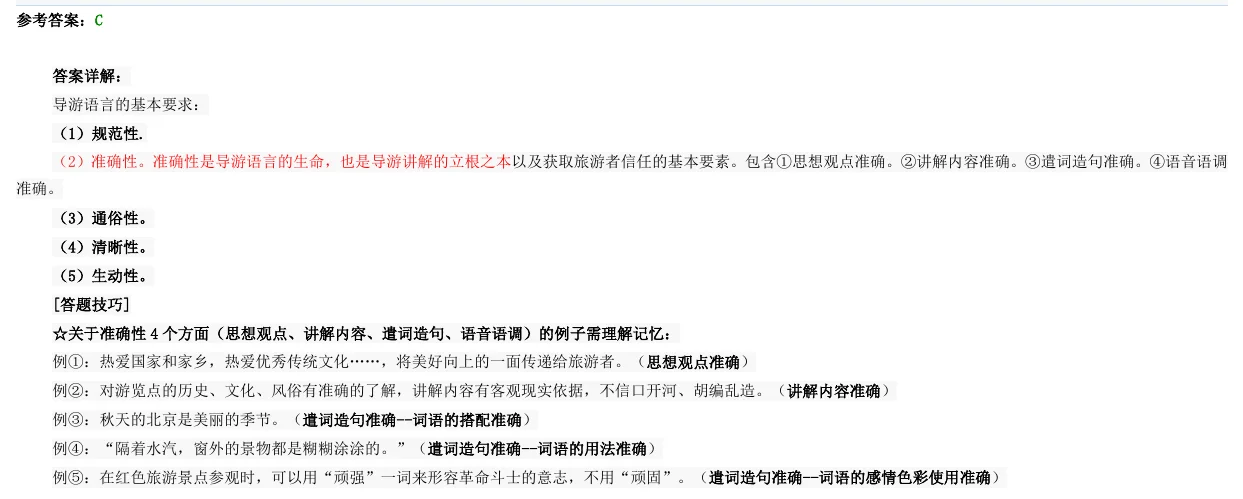 参考答案：C
答案详解：
导游语言的基本要求：
（1）规范性.
（2）准确性。准确性是导游语言的生命，也是导游讲解的立根之本以及获取旅游者信任的基本要素。包含①思想观点准确。②讲解内容准确。③遣词造句准确。④语音语调
准确。
（3）通俗性。
（4）清晰性。
（5）生动性。
[答题技巧]
☆关于准确性 4 个方面（思想观点、讲解内容、遣词造句、语音语调）的例子需理解记忆：
例①：热爱国家和家乡，热爱优秀传统文化……，将美好向上的一面传递给旅游者。（思想观点准确）
例②：对游览点的历史、文化、风俗有准确的了解，讲解内容有客观现实依据，不信口开河、胡编乱造。（讲解内容准确）
例③：秋天的北京是美丽的季节。（遣词造句准确--词语的搭配准确）
例④：“隔着水汽，窗外的景物都是糊糊涂涂的。”（遣词造句准确--词语的用法准确）
例⑤：在红色旅游景点参观时，可以用“顽强”一词来形容革命斗士的意志，不用“顽固”。（遣词造句准确--词语的感情色彩使用准确）